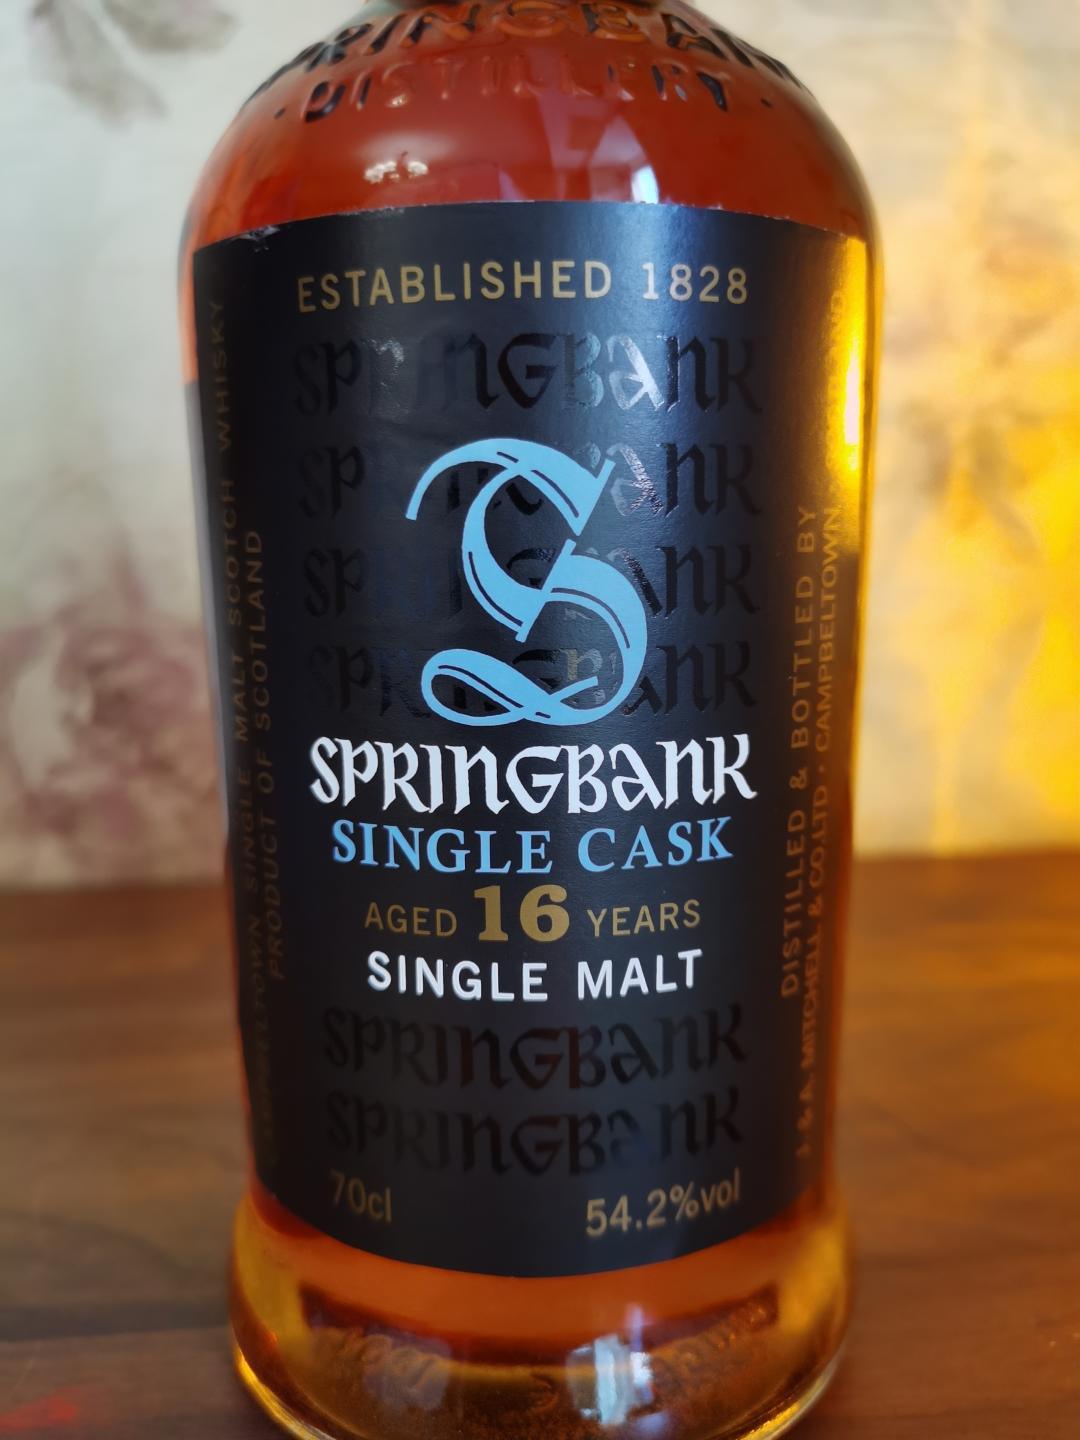 SPRINGBANK
· DISTILLERY ·
ESTABLISHED 1828
SPRINGBANK
SPRINGBANK
SPRINGBANK
SPRINGBANK
S
SPRINGBANK
SINGLE CASK
AGED 16 YEARS
SINGLE MALT
SPRINGBANK
SPRINGBANK
70cl 54.2%vol
CAMPBELTOWN SINGLE MALT SCOTCH WHISKY
PRODUCT OF SCOTLAND
DISTILLED & BOTTLED BY
J. & A. MITCHELL & CO. LTD · CAMPBELTOWN,